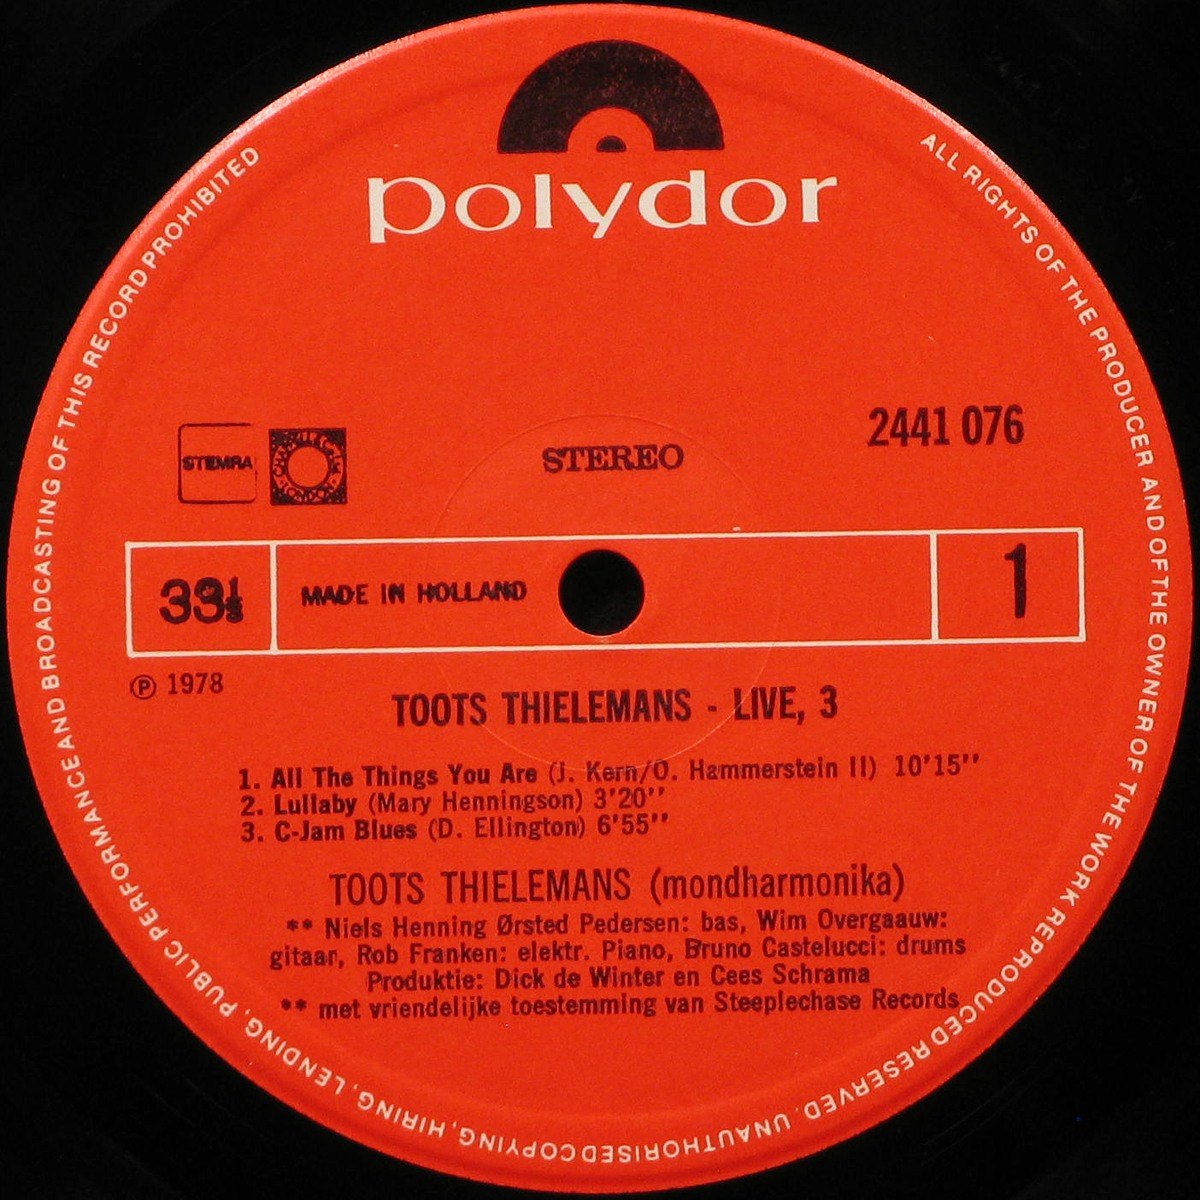 polydor
2441 076
STEMRA
STEREO
33⅓
MADE IN HOLLAND
1
℗ 1978
TOOTS THIELEMANS - LIVE, 3
1. All The Things You Are (J. Kern/O. Hammerstein II) 10'15''
2. Lullaby (Mary Henningson) 3'20''
3. C-Jam Blues (D. Ellington) 6'55''
TOOTS THIELEMANS (mondharmonika)
** Niels Henning Ørsted Pedersen: bas, Wim Overgaauw:
gitaar, Rob Franken: elektr. Piano, Bruno Castelucci: drums
Produktie: Dick de Winter en Cees Schrama
** met vriendelijke toestemming van Steeplechase Records
ALL RIGHTS OF THE PRODUCER AND OF THE OWNER OF THE WORK REPRODUCED RESERVED. UNAUTHORISED COPYING, HIRING, LENDING, PUBLIC PERFORMANCE AND BROADCASTING OF THIS RECORD PROHIBITED